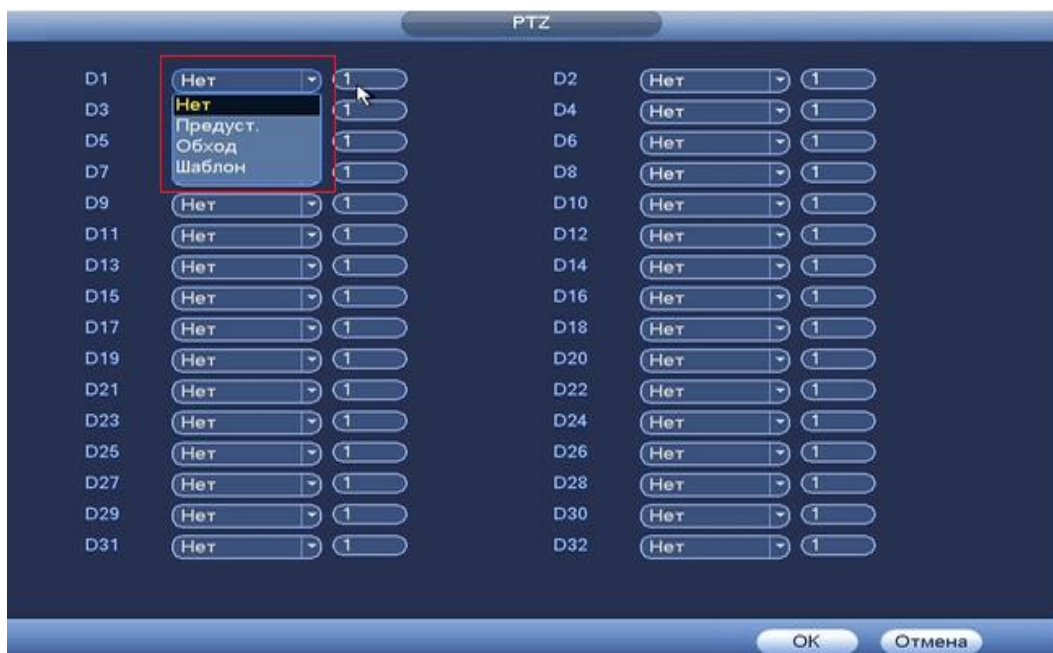 PTZ
D1 Нет 1 D2 Нет 1
Нет
D3 1 D4 Нет 1
Предуст.
D5 Обход 1 D6 Нет 1
Шаблон
D7 1 D8 Нет 1
D9 Нет 1 D10 Нет 1
D11 Нет 1 D12 Нет 1
D13 Нет 1 D14 Нет 1
D15 Нет 1 D16 Нет 1
D17 Нет 1 D18 Нет 1
D19 Нет 1 D20 Нет 1
D21 Нет 1 D22 Нет 1
D23 Нет 1 D24 Нет 1
D25 Нет 1 D26 Нет 1
D27 Нет 1 D28 Нет 1
D29 Нет 1 D30 Нет 1
D31 Нет 1 D32 Нет 1
OK Отмена